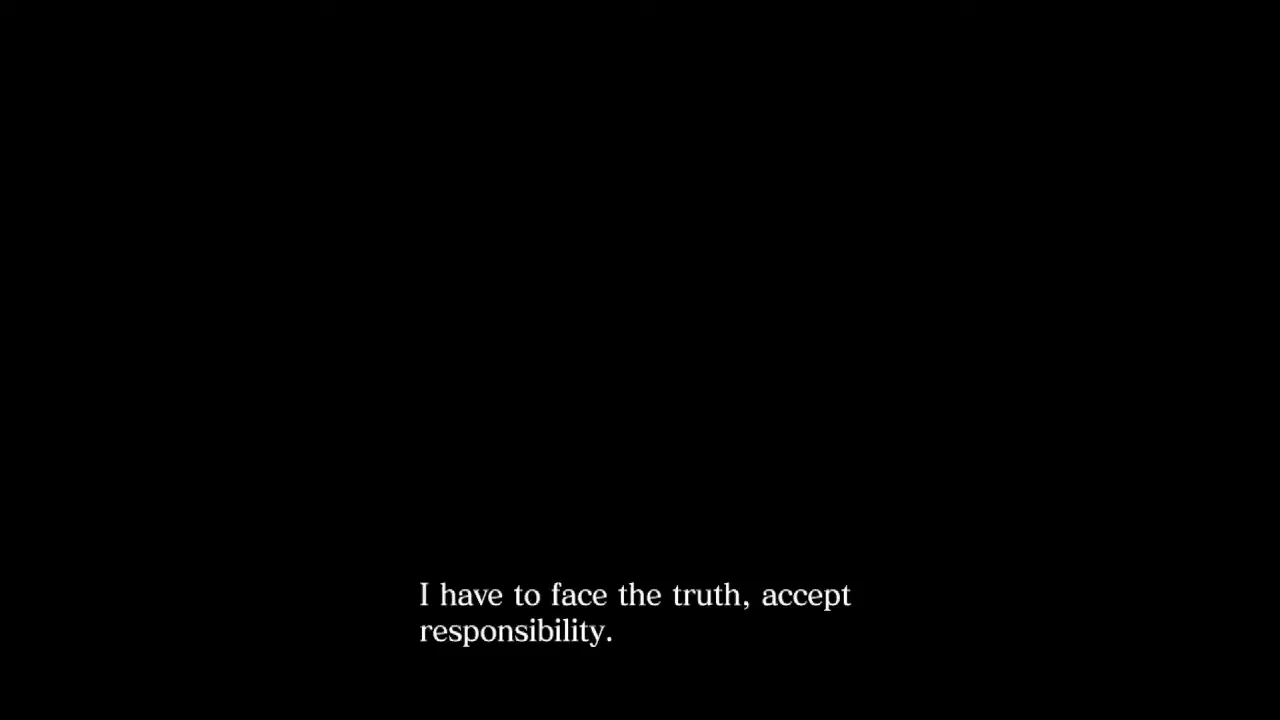 I have to face the truth, accept
responsibility.